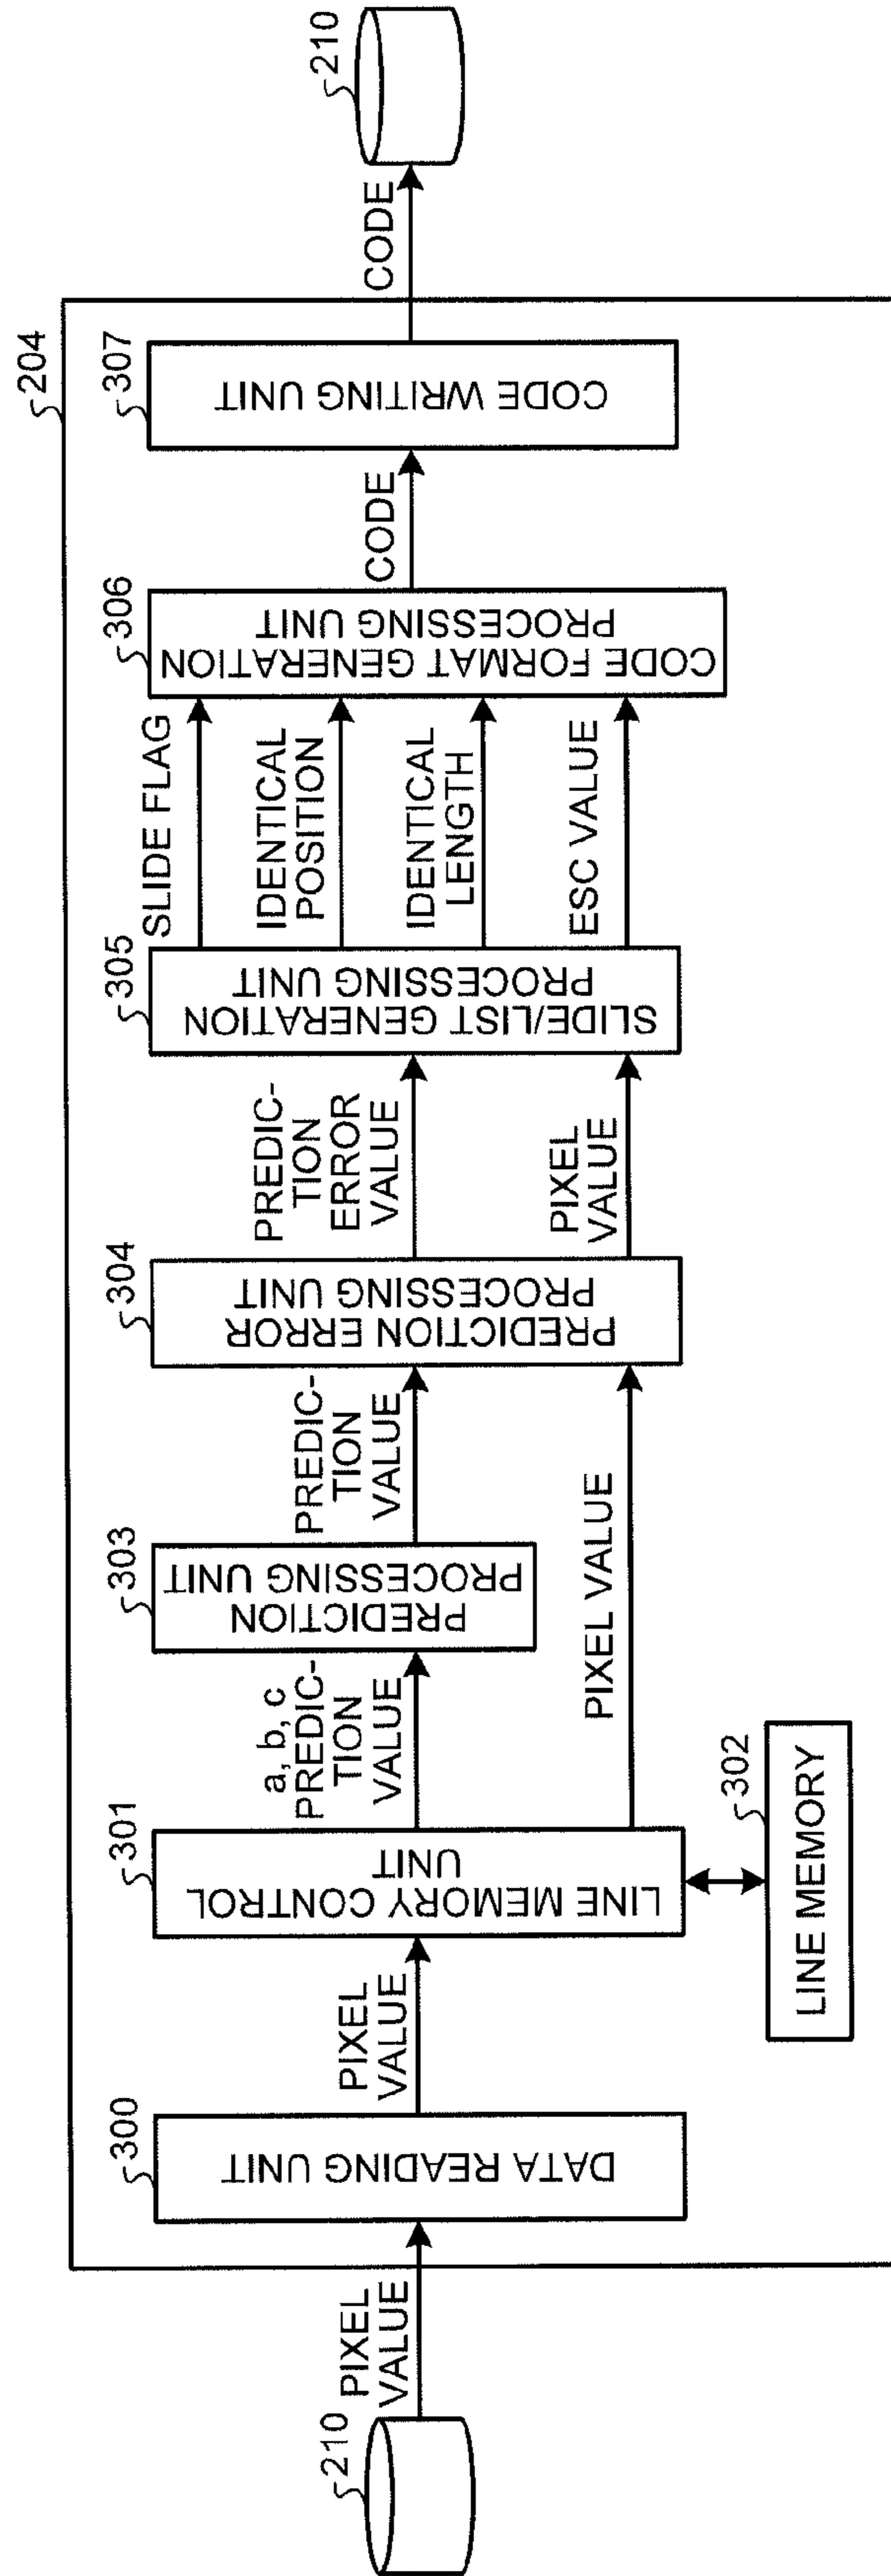 210
PIXEL
VALUE
204
300
DATA READING UNIT
PIXEL
VALUE
301
LINE MEMORY CONTROL
UNIT
302
LINE MEMORY
a, b, c
PREDIC-
TION
VALUE
PIXEL VALUE
303
PREDICTION
PROCESSING UNIT
PREDIC-
TION
VALUE
304
PREDICTION ERROR
PROCESSING UNIT
PREDIC-
TION
ERROR
VALUE
PIXEL
VALUE
305
SLIDE/LIST GENERATION
PROCESSING UNIT
SLIDE FLAG
IDENTICAL
POSITION
IDENTICAL
LENGTH
ESC VALUE
306
CODE FORMAT GENERATION
PROCESSING UNIT
CODE
307
CODE WRITING UNIT
CODE
210